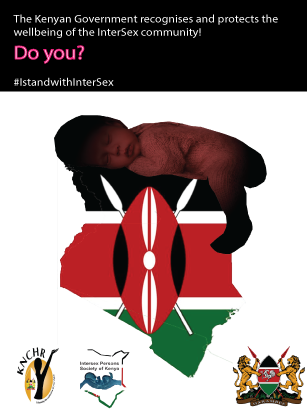 The Kenyan Government recognises and protects the
wellbeing of the InterSex community!
Do you?
#IstandwithInterSex
KNCHR
Intersex Persons
Society of Kenya